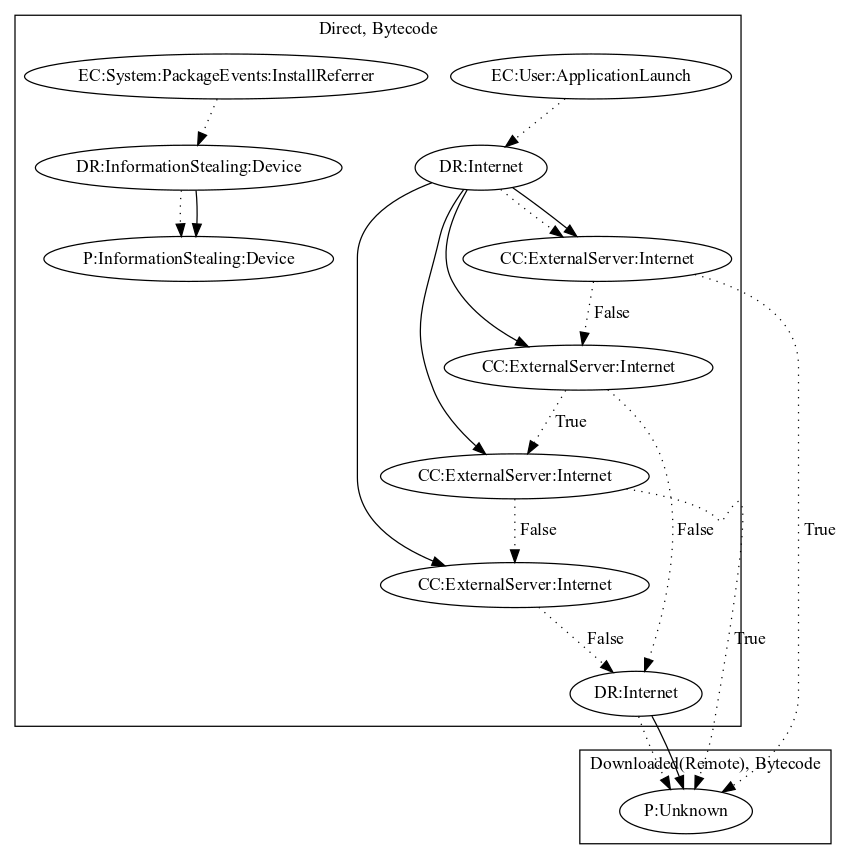 Direct, Bytecode
EC:System:PackageEvents:InstallReferrer
EC:User:ApplicationLaunch
DR:InformationStealing:Device
DR:Internet
P:InformationStealing:Device
CC:ExternalServer:Internet
False
CC:ExternalServer:Internet
True
CC:ExternalServer:Internet
False
False
True
CC:ExternalServer:Internet
False
True
DR:Internet
Downloaded(Remote), Bytecode
P:Unknown